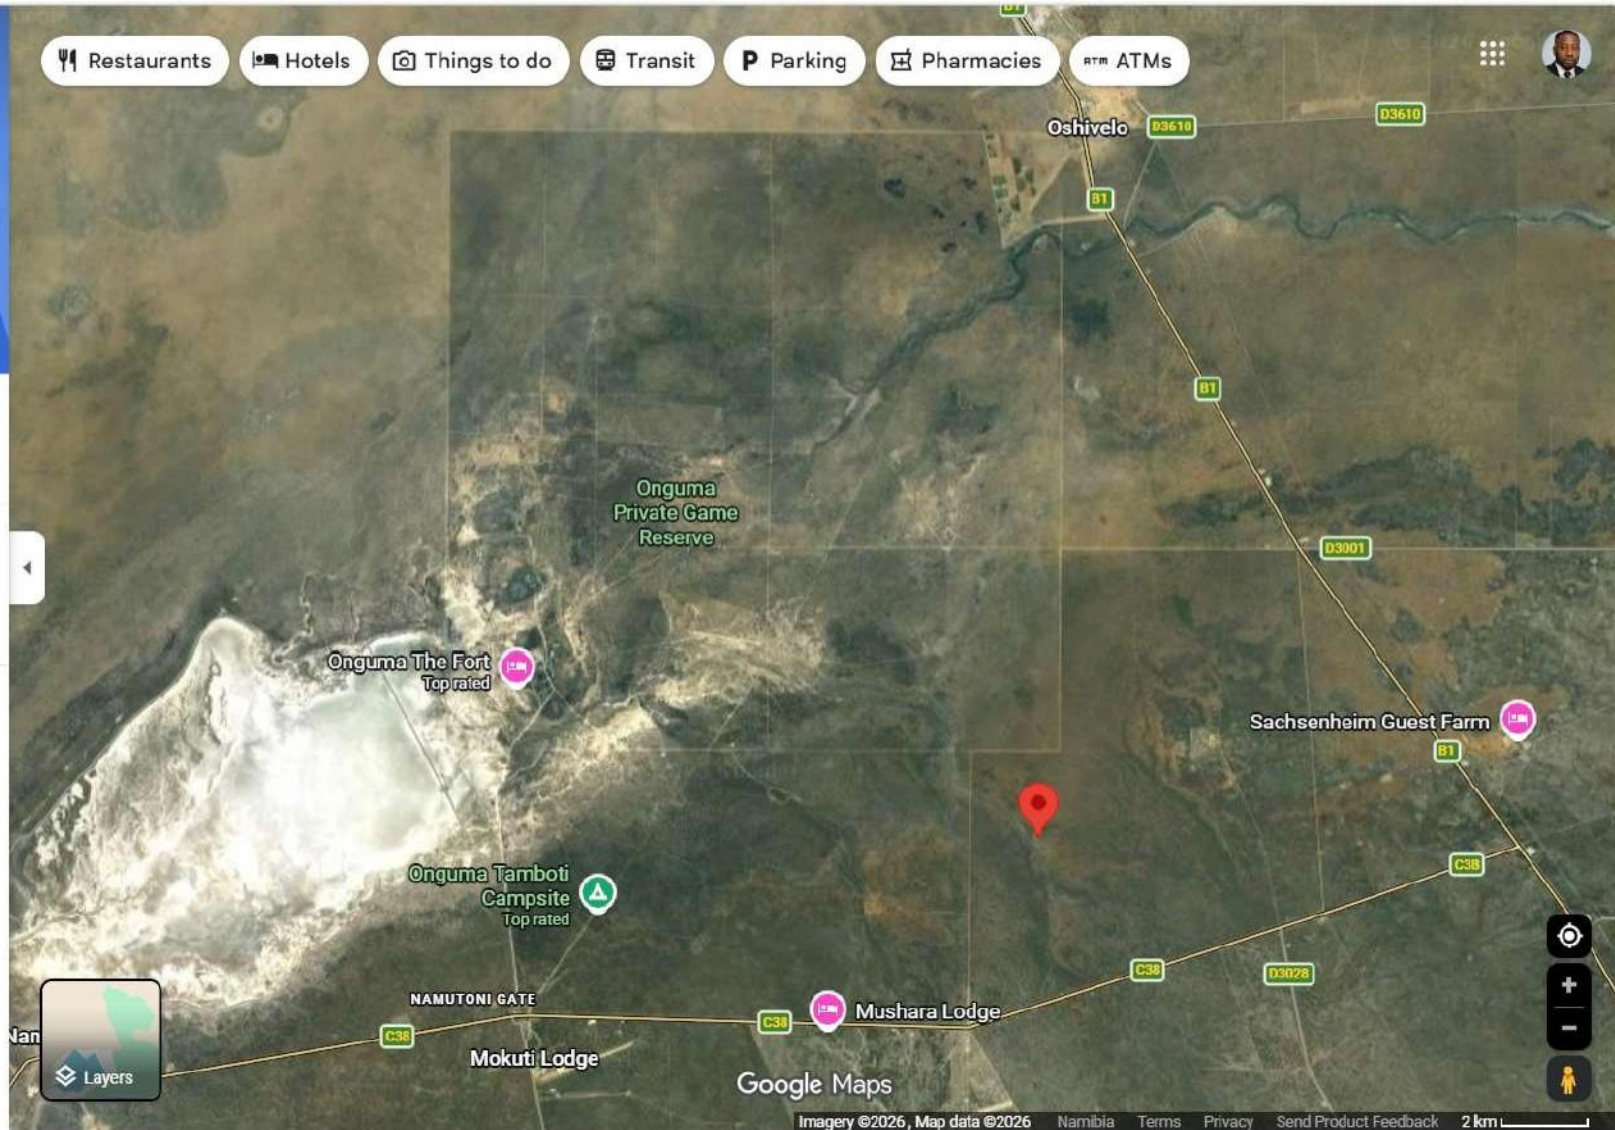 B1
Restaurants
Hotels
Things to do
Transit
P Parking
Pharmacies
ATM ATMs
D3610
Oshivelo
D3610
B1
B1
Onguma
Private Game
Reserve
D3001
Onguma The Fort
Top rated
Sachsenheim Guest Farm
B1
C38
Onguma Tamboti
Campsite
Top rated
C38
D3028
NAMUTONI GATE
Mushara Lodge
C38
C38
Nan
Mokuti Lodge
Layers
Google Maps
Imagery ©2026, Map data ©2026
Namibia
Terms
Privacy
Send Product Feedback
2 km